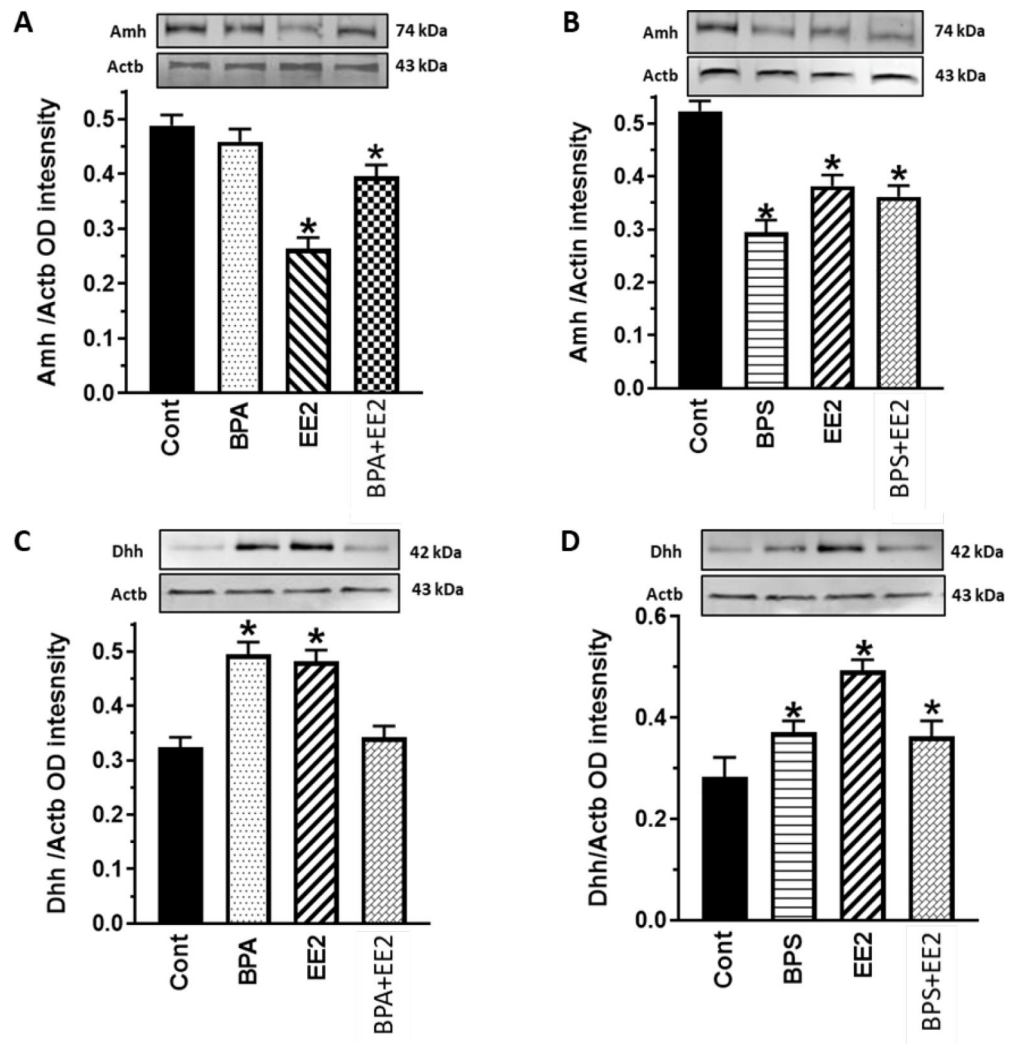 A
Amh 74 kDa
Actb 43 kDa
Amh /Actb OD intesnsity
0.5
0.4
0.3
0.2
0.1
0.0
* *
Cont BPA EE2 BPA+EE2
B
Amh 74 kDa
Actb 43 kDa
Amh /Actin intesnsity
0.5
0.4
0.3
0.2
0.1
0.0
* * *
Cont BPS EE2 BPS+EE2
C
Dhh 42 kDa
Actb 43 kDa
Dhh /Actb OD intesnsity
0.5
0.4
0.3
0.2
0.1
0.0
* *
Cont BPA EE2 BPA+EE2
D
Dhh 42 kDa
Actb 43 kDa
Dhh/Actb OD intesnsity
0.6
0.4
0.2
0.0
* * *
Cont BPS EE2 BPS+EE2